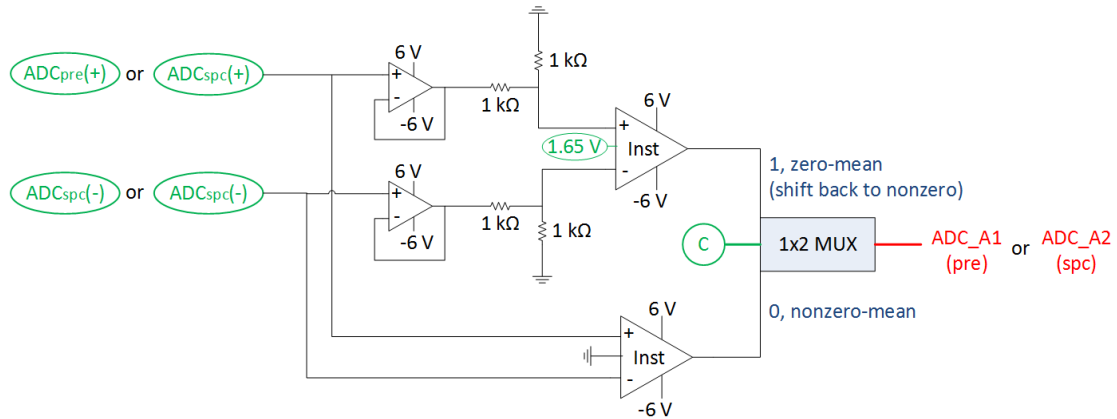 6 V
1 kΩ
ADCpre(+) or ADCspc(+)
+
-
1 kΩ
-6 V
6 V
+
1.65 V
Inst
-
-6 V
6 V
ADCspc(-) or ADCspc(-)
+
-
1 kΩ
1 kΩ
-6 V
1, zero-mean
(shift back to nonzero)
C
1x2 MUX
ADC_A1 or ADC_A2
(pre) (spc)
0, nonzero-mean
6 V
+
Inst
-
-6 V